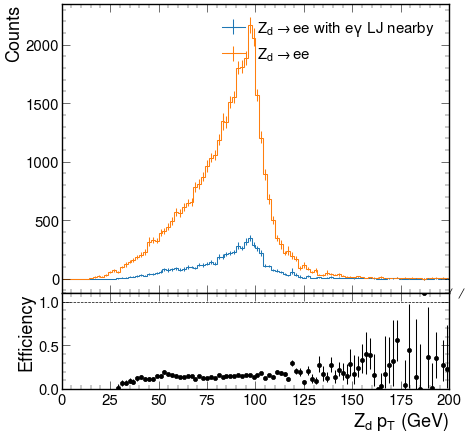 Counts
2000
1500
1000
500
0
Z_d→ee with eγ LJ nearby
Z_d→ee
Efficiency
1.0
0.5
0.0
0 25 50 75 100 125 150 175 200
Z_d p_T (GeV)